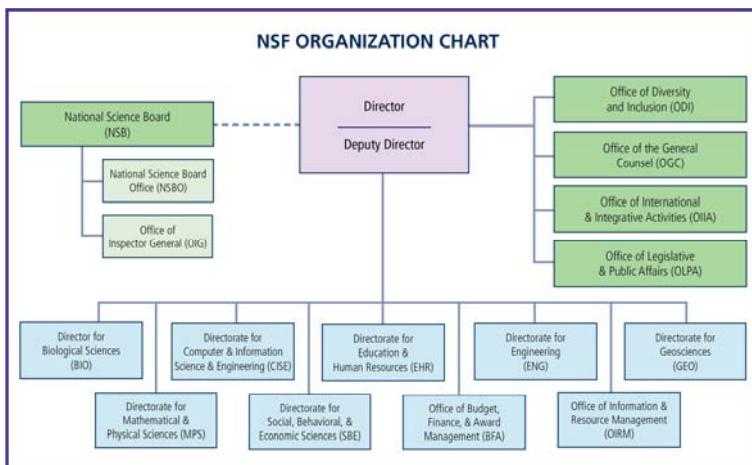 NSF ORGANIZATION CHART
Director
Deputy Director
National Science Board
(NSB)
National Science Board
Office (NSBO)
Office of
Inspector General (OIG)
Office of Diversity
and Inclusion (ODI)
Office of the General
Counsel (OGC)
Office of International
& Integrative Activities (OIIA)
Office of Legislative
& Public Affairs (OLPA)
Director for
Biological Sciences
(BIO)
Directorate for
Computer & Information
Science & Engineering (CISE)
Directorate for
Education &
Human Resources (EHR)
Directorate for
Engineering
(ENG)
Directorate for
Geosciences
(GEO)
Directorate for
Mathematical &
Physical Sciences (MPS)
Directorate for
Social, Behavioral, &
Economic Sciences (SBE)
Office of Budget,
Finance, & Award
Management (BFA)
Office of Information &
Resource Management
(OIRM)